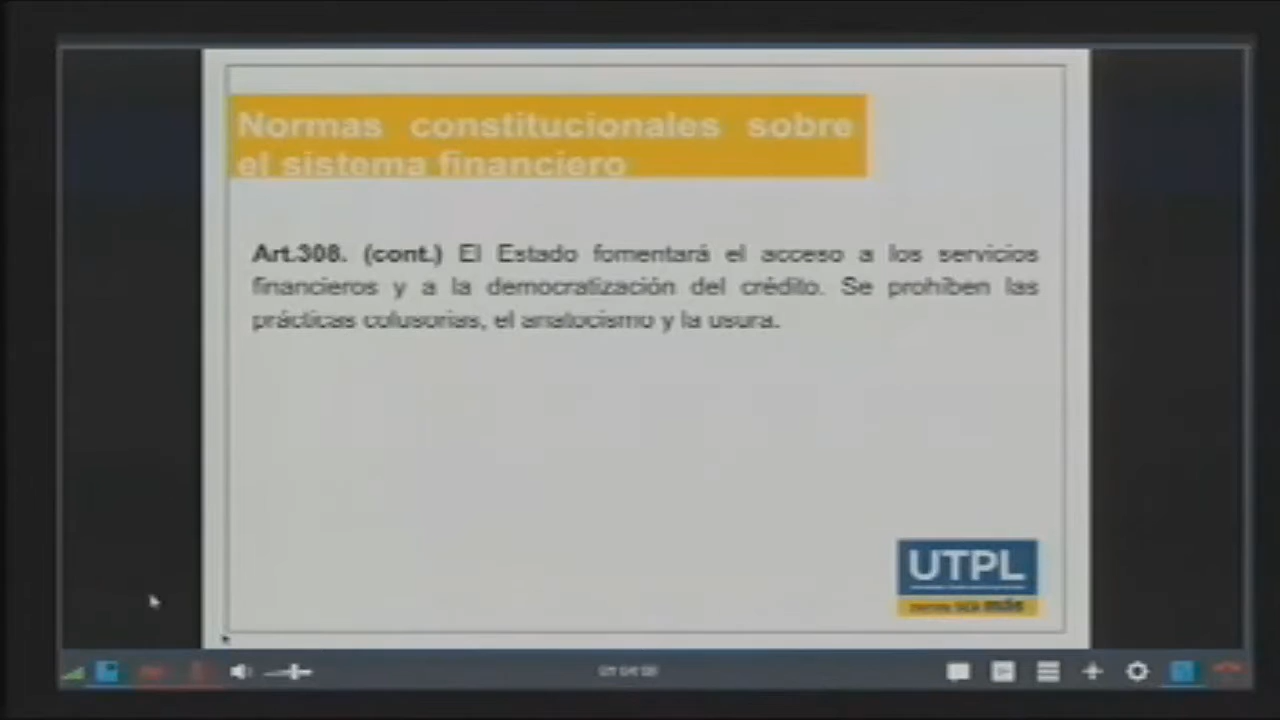 Normas constitucionales sobre
el sistema financiero
Art.308. (cont.) El Estado fomentará el acceso a los servicios
financieros y a la democratización del crédito. Se prohíben las
prácticas colusorias, el anatocismo y la usura.
UTPL
más